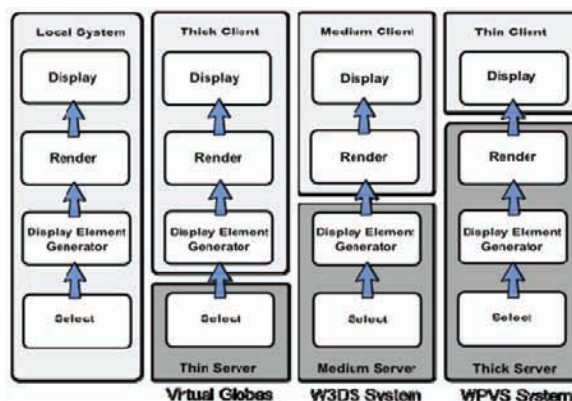 Local System
Display
Render
Display Element
Generator
Select
Thick Client
Display
Render
Display Element
Generator
Select
Thin Server
Virtual Globes
Medium Client
Display
Render
Display Element
Generator
Select
Medium Server
W3DS System
Thin Client
Display
Render
Display Element
Generator
Select
Thick Server
WPVS System